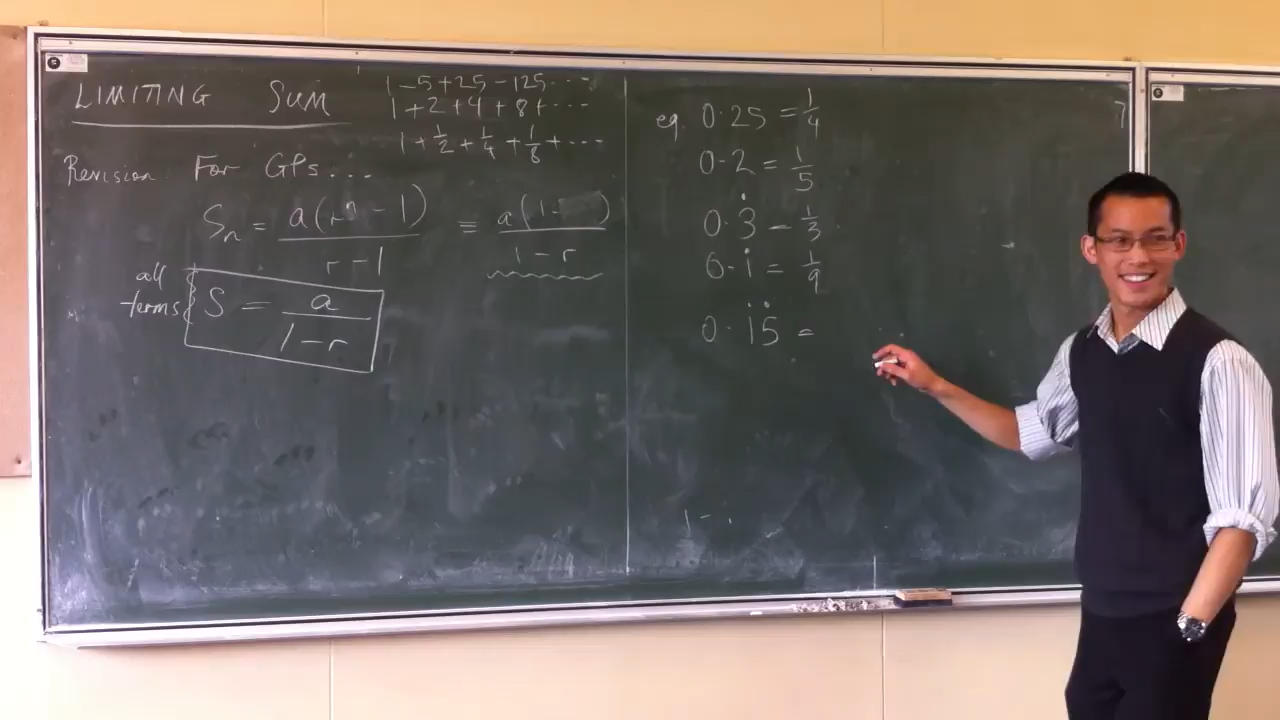 LIMITING SUM
1 - 5 + 25 - 125 ...
1 + 2 + 4 + 8 + ...
1 + 1/2 + 1/4 + 1/8 + ...
Revision: For GPs...
Sₙ = a(rⁿ - 1)/(r - 1) ≡ a(1 - )/(1 - r)
all terms { S = a/(1 - r)
eg. 0.25 = 1/4
0.2 = 1/5
0.3̇ = 1/3
0.1̇ = 1/9
0.1̇5̇ =